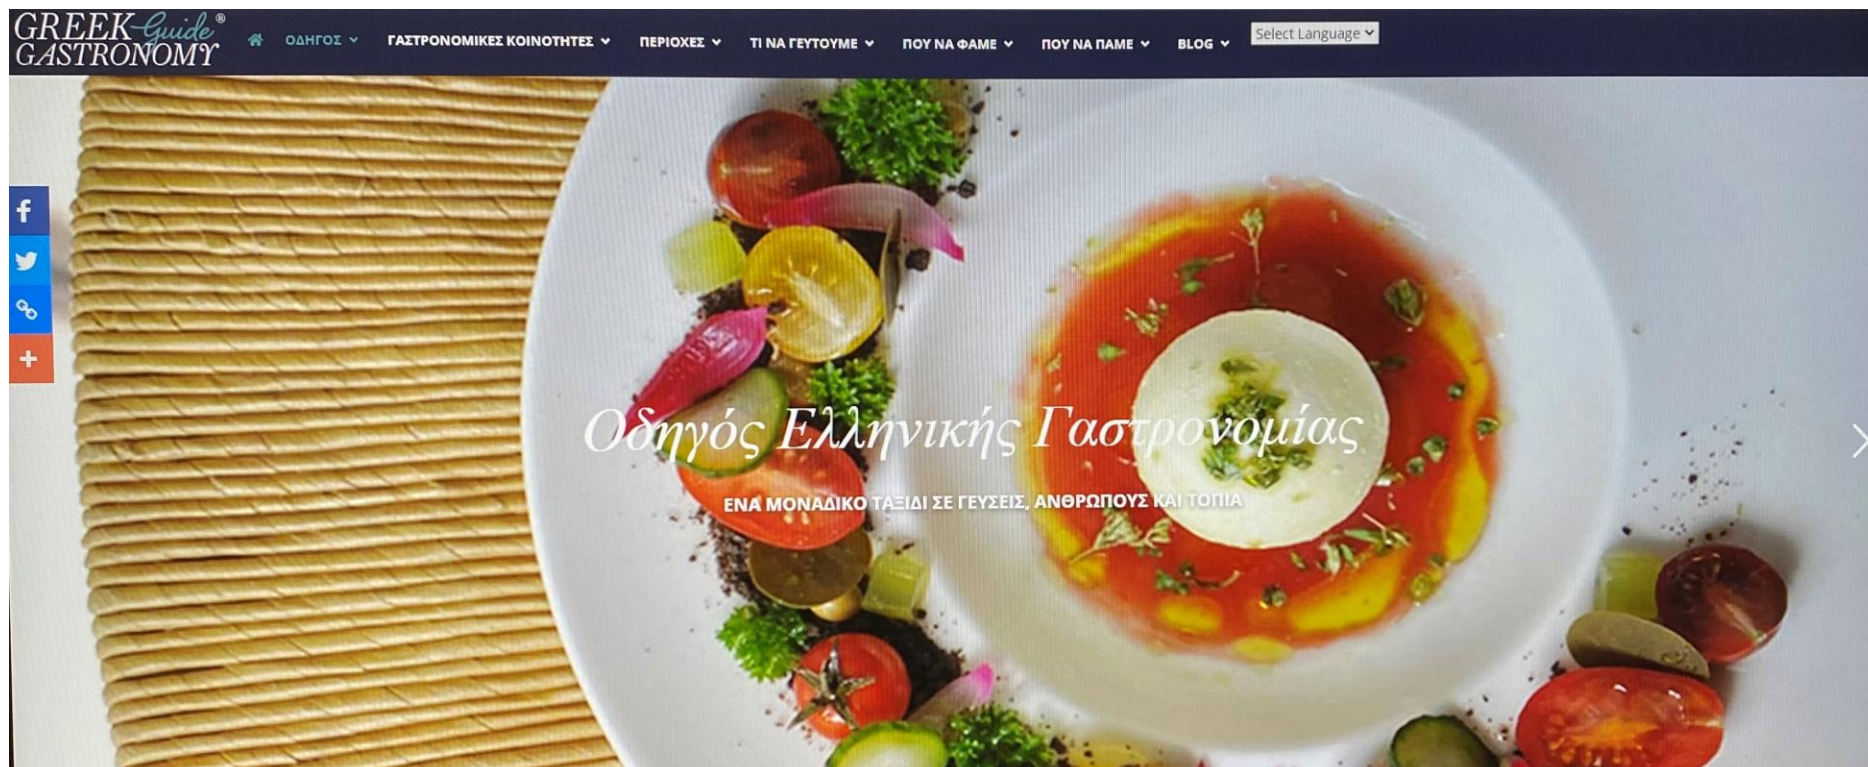 GREEK Guide ®
GASTRONOMY
ΟΔΗΓΟΣ
ΓΑΣΤΡΟΝΟΜΙΚΕΣ ΚΟΙΝΟΤΗΤΕΣ
ΠΕΡΙΟΧΕΣ
ΤΙ ΝΑ ΓΕΥΤΟΥΜΕ
ΠΟΥ ΝΑ ΦΑΜΕ
ΠΟΥ ΝΑ ΠΑΜΕ
BLOG
Select Language
Οδηγός Ελληνικής Γαστρονομίας
ΕΝΑ ΜΟΝΑΔΙΚΟ ΤΑΞΙΔΙ ΣΕ ΓΕΥΣΕΙΣ, ΑΝΘΡΩΠΟΥΣ ΚΑΙ ΤΟΠΙΑ